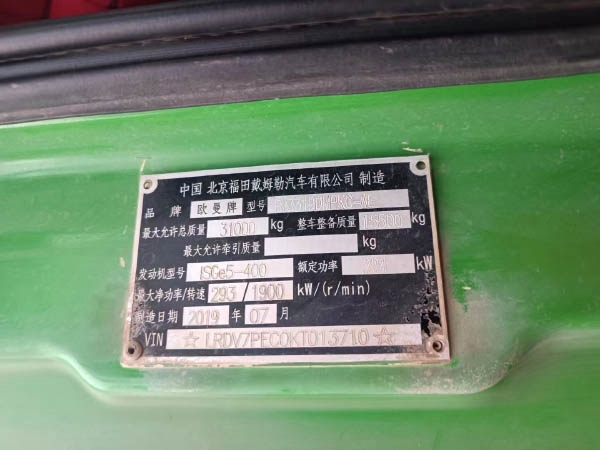 中国 北京福田戴姆勒汽车有限公司 制造
品牌 欧曼牌 型号
最大允许总质量 31000 kg 整车整备质量 kg
最大允许牵引质量 kg
发动机型号 ISGe5-400 额定功率 kW
最大净功率/转速 293/1900 kW/(r/min)
制造日期 2019 年 07 月
VIN ☆ LRDV7PEC0KT013710 ☆